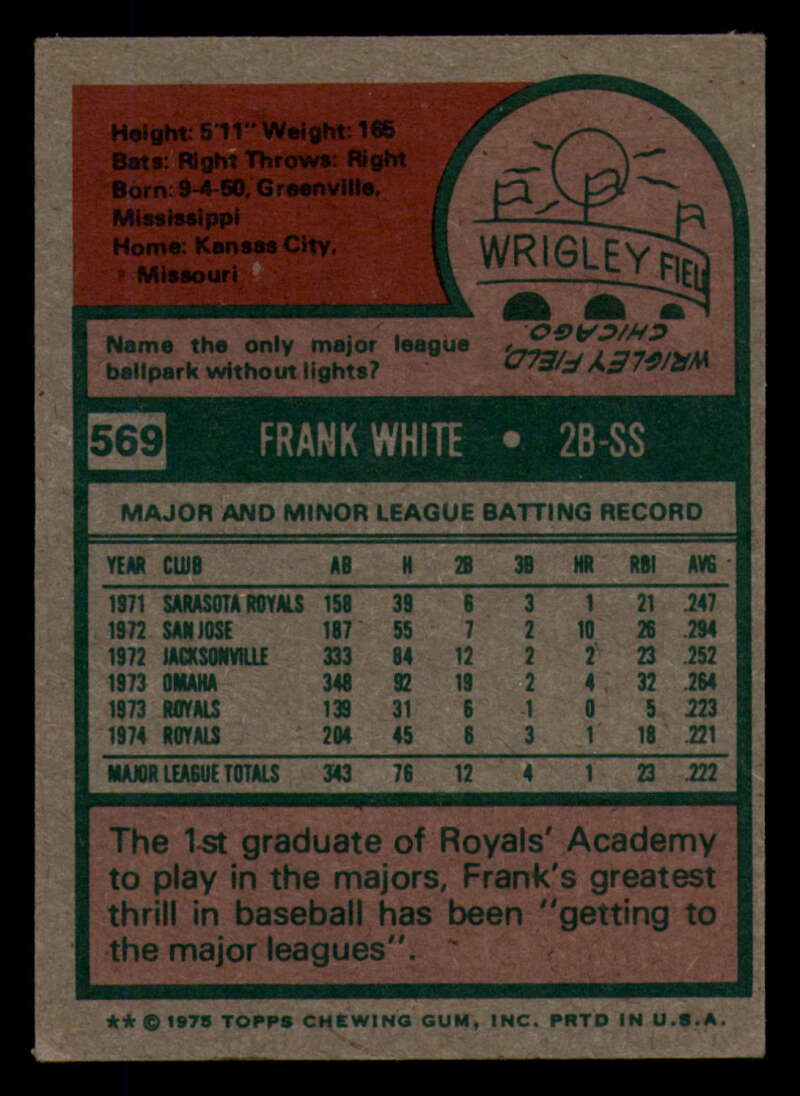 Height: 5'11" Weight: 165
Bats: Right Throws: Right
Born: 9-4-50, Greenville,
Mississippi
Home: Kansas City,
Missouri
WRIGLEY FIEL
WRIGLEY FIELD,
CHICAGO.
Name the only major league
ballpark without lights?
569 FRANK WHITE • 2B-SS
MAJOR AND MINOR LEAGUE BATTING RECORD
YEAR CLUB AB H 2B 3B HR RBI AVG
1971 SARASOTA ROYALS 158 39 6 3 1 21 .247
1972 SAN JOSE 187 55 7 2 10 26 .294
1972 JACKSONVILLE 333 84 12 2 2 23 .252
1973 OMAHA 348 92 19 2 4 32 .264
1973 ROYALS 139 31 6 1 0 5 .223
1974 ROYALS 204 45 6 3 1 18 .221
MAJOR LEAGUE TOTALS 343 76 12 4 1 23 .222
The 1st graduate of Royals' Academy
to play in the majors, Frank's greatest
thrill in baseball has been "getting to
the major leagues".
** © 1975 TOPPS CHEWING GUM, INC. PRTD IN U.S.A.